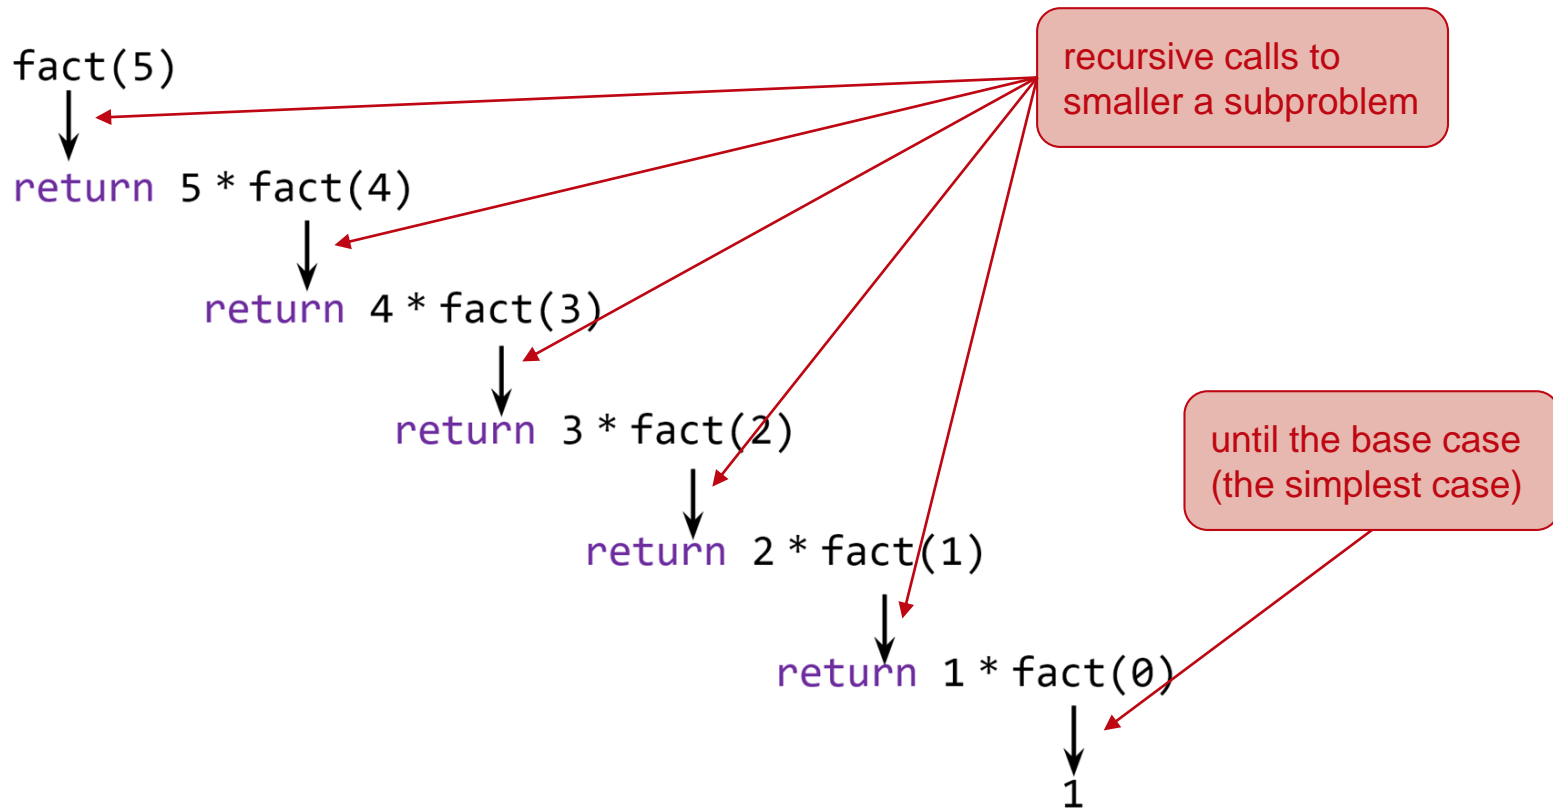 fact(5)
recursive calls to
smaller a subproblem
return 5 * fact(4)
return 4 * fact(3)
return 3 * fact(2)
until the base case
(the simplest case)
return 2 * fact(1)
return 1 * fact(0)
1